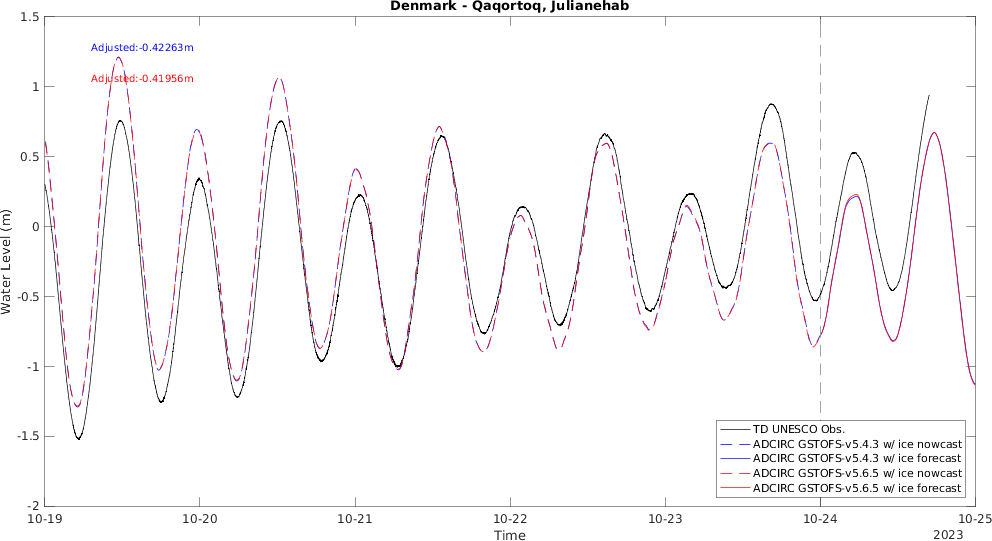 Denmark - Qaqortoq, Julianehab
Adjusted:-0.42263m
Adjusted:-0.41956m
Water Level (m)
1.5
1
0.5
0
-0.5
-1
-1.5
-2
TD UNESCO Obs.
ADCIRC GSTOFS-v5.4.3 w/ ice nowcast
ADCIRC GSTOFS-v5.4.3 w/ ice forecast
ADCIRC GSTOFS-v5.6.5 w/ ice nowcast
ADCIRC GSTOFS-v5.6.5 w/ ice forecast
10-19 10-20 10-21 10-22 10-23 10-24 10-25
Time
2023